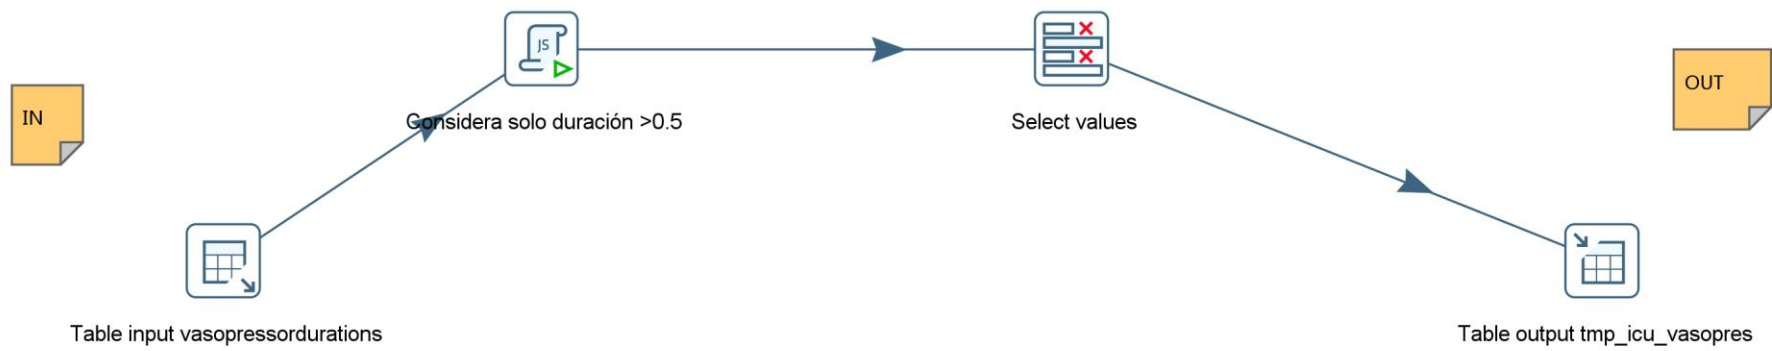 JS
IN
OUT
Considera solo duración >0.5
Select values
Table input vasopressordurations
Table output tmp_icu_vasopres